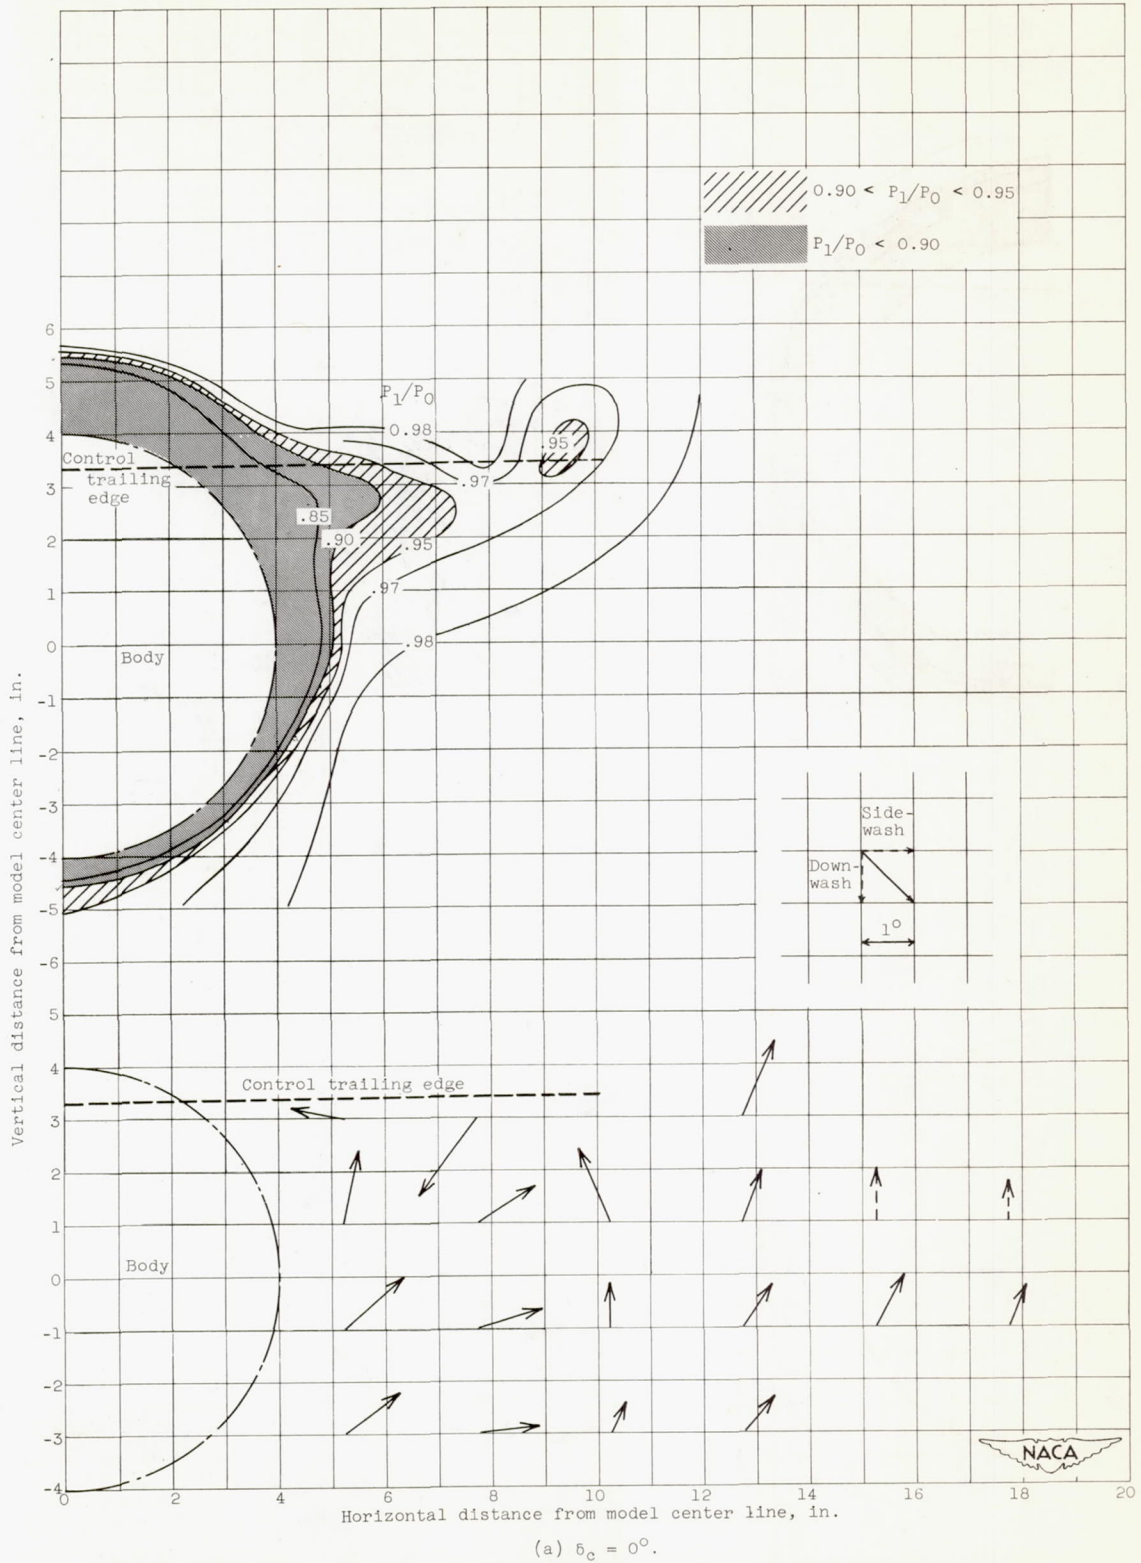 0.90 < P1/P0 < 0.95
P1/P0 < 0.90
6
5
4
3
2
1
0
-1
-2
-3
-4
-5
-6
P1/P0
0.98
.95
.97
Control
trailing
edge
.85
.90
.95
.97
.98
Body
Side-
wash
Down-
wash
1°
Vertical distance from model center line, in.
5
4
3
2
1
0
-1
-2
-3
-4
Control trailing edge
Body
NACA
0 2 4 6 8 10 12 14 16 18 20
Horizontal distance from model center line, in.
(a) δc = 0°.